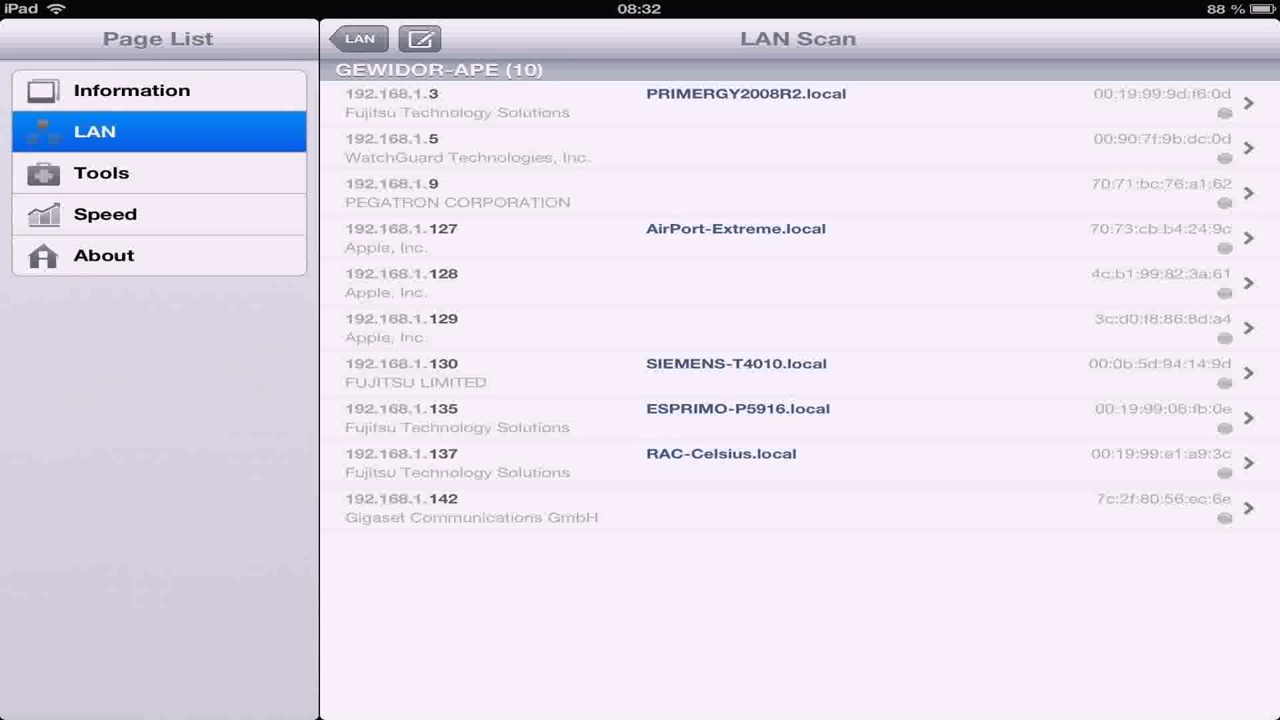 iPad 08:32 88 %
Page List
Information
LAN
Tools
Speed
About
LAN LAN Scan
GEWIDOR-APE (10)
192.168.1.3 PRIMERGY2008R2.local 00:19:99:9d:f6:0d
Fujitsu Technology Solutions
192.168.1.5 00:90:7f:9b:dc:0d
WatchGuard Technologies, Inc.
192.168.1.9 70:71:bc:76:a1:62
PEGATRON CORPORATION
192.168.1.127 AirPort-Extreme.local 70:73:cb:b4:24:9c
Apple, Inc.
192.168.1.128 4c:b1:99:82:3a:61
Apple, Inc.
192.168.1.129 3c:d0:f8:86:8d:a4
Apple, Inc.
192.168.1.130 SIEMENS-T4010.local 00:0b:5d:94:14:9d
FUJITSU LIMITED
192.168.1.135 ESPRIMO-P5916.local 00:19:99:06:fb:0e
Fujitsu Technology Solutions
192.168.1.137 RAC-Celsius.local 00:19:99:e1:a9:3c
Fujitsu Technology Solutions
192.168.1.142 7c:2f:80:56:ec:6e
Gigaset Communications GmbH